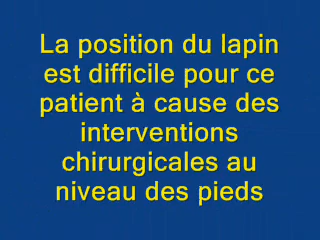 La position du lapin
est difficile pour ce
patient à cause des
interventions
chirurgicales au
niveau des pieds